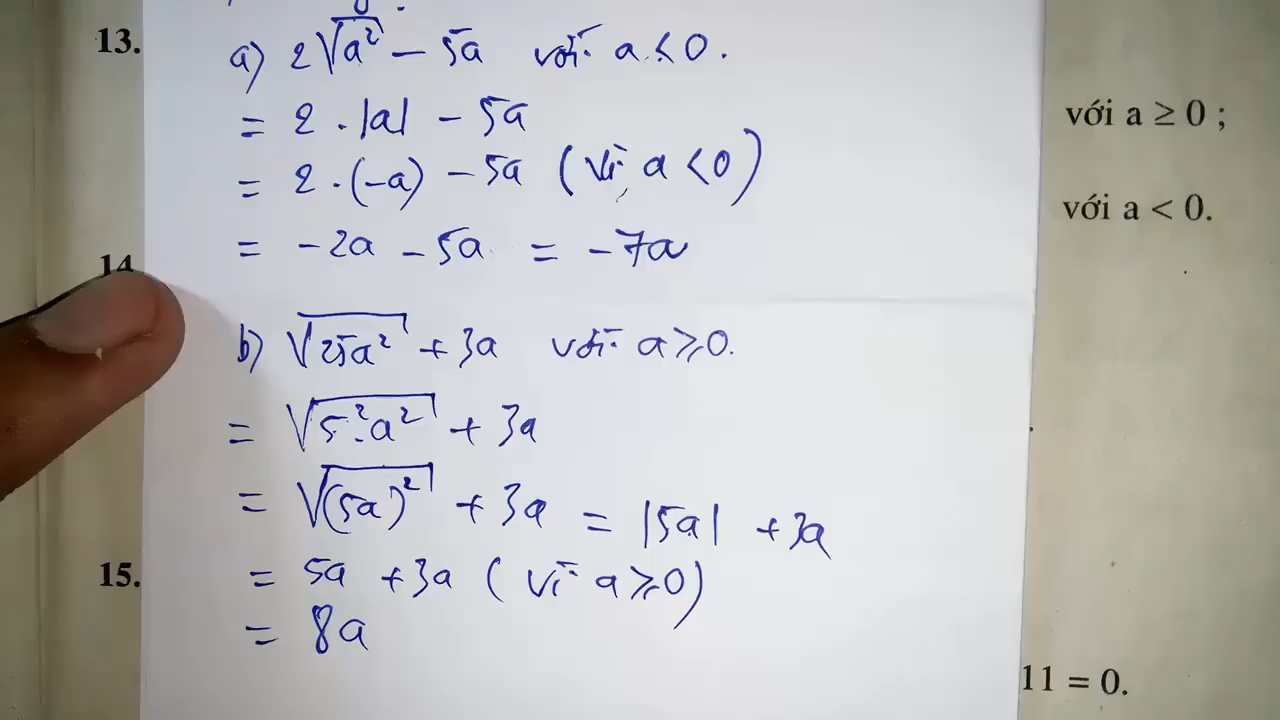 13.
a) 2√a² − 5a với a < 0.
= 2 . |a| − 5a
= 2 . (−a) − 5a (Vì a < 0)
= −2a − 5a = −7a
với a ≥ 0 ;
với a < 0.
14
b) √25a² + 3a với a ≥ 0.
= √5².a² + 3a
= √(5a)² + 3a = |5a| + 3a
15.
= 5a + 3a (Vì a ≥ 0)
= 8a
11 = 0.